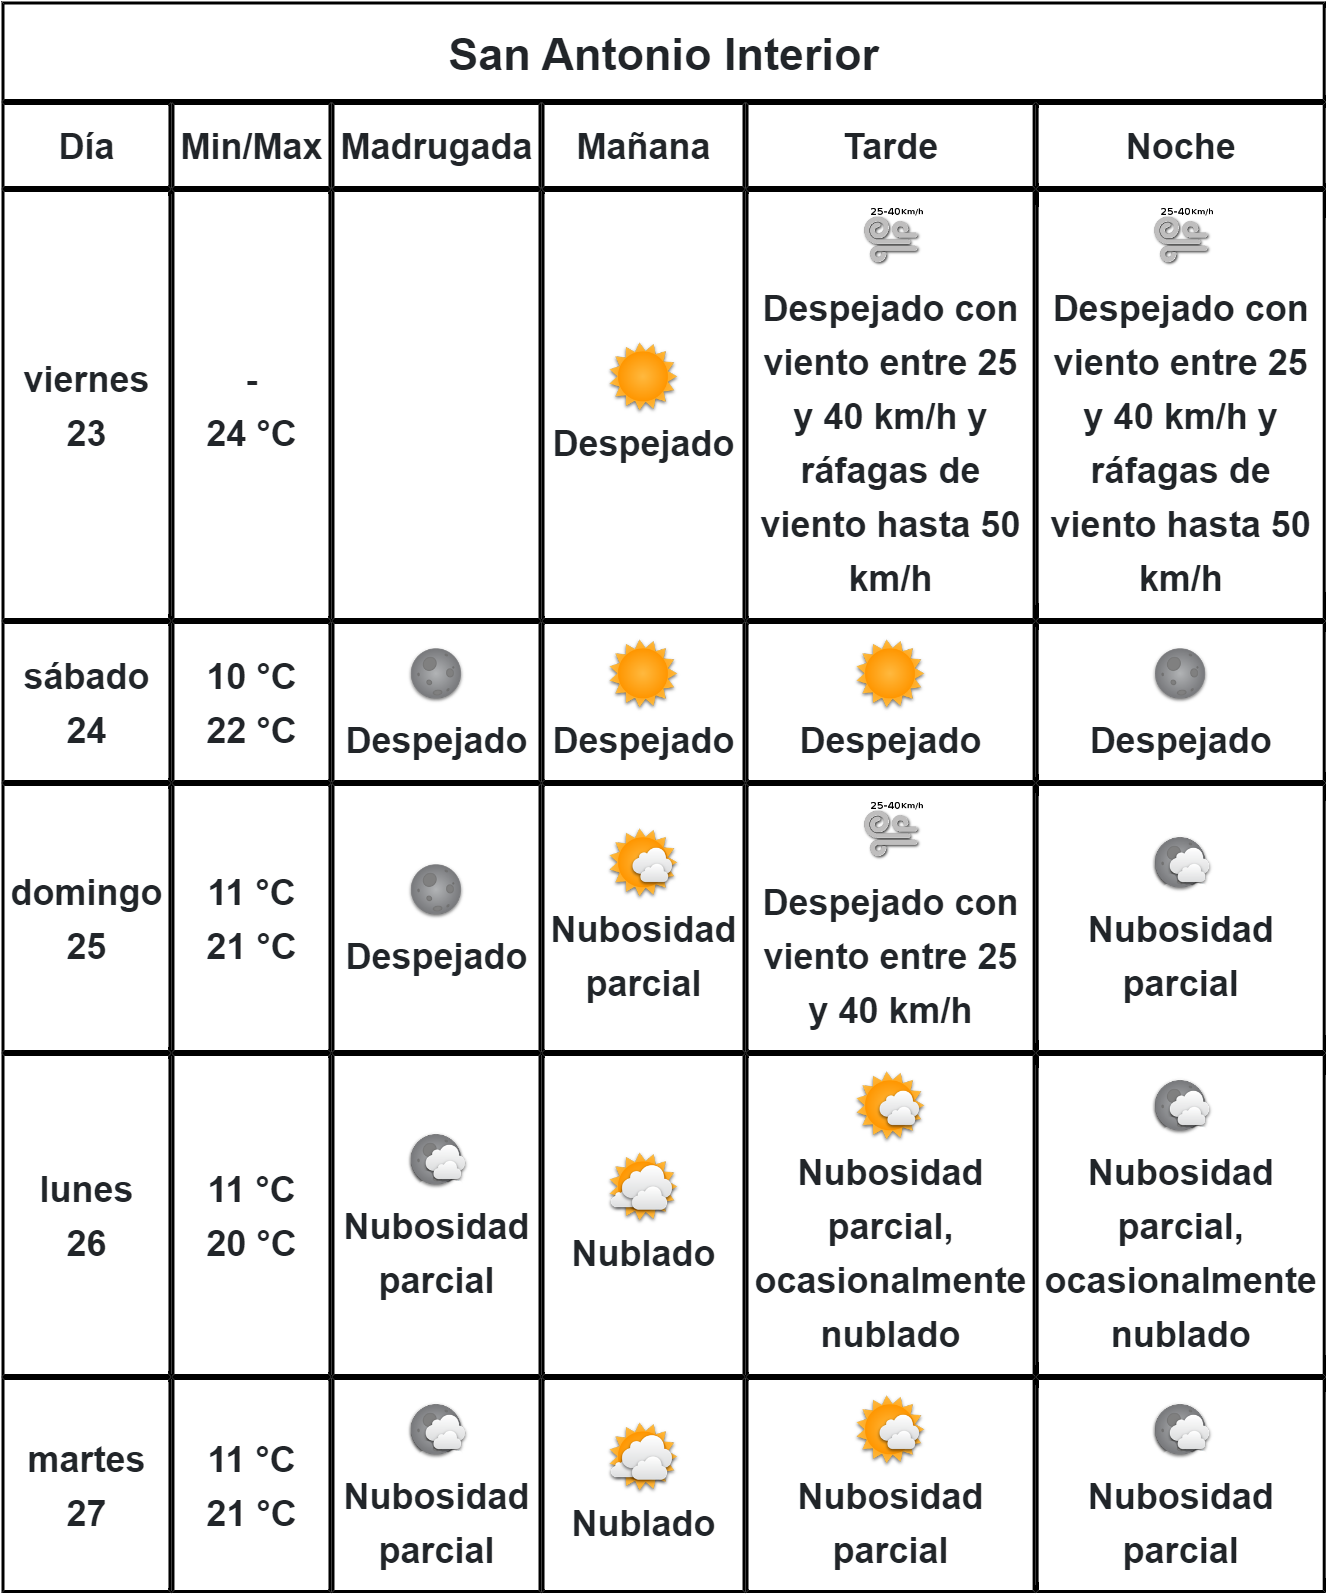 San Antonio Interior
Día Min/Max Madrugada Mañana Tarde Noche
viernes
23
-
24 °C
Despejado
25-40Km/h
Despejado con
viento entre 25
y 40 km/h y
ráfagas de
viento hasta 50
km/h
25-40Km/h
Despejado con
viento entre 25
y 40 km/h y
ráfagas de
viento hasta 50
km/h
sábado
24
10 °C
22 °C
Despejado
Despejado
Despejado
Despejado
domingo
25
11 °C
21 °C
Despejado
Nubosidad
parcial
25-40Km/h
Despejado con
viento entre 25
y 40 km/h
Nubosidad
parcial
lunes
26
11 °C
20 °C
Nubosidad
parcial
Nublado
Nubosidad
parcial,
ocasionalmente
nublado
Nubosidad
parcial,
ocasionalmente
nublado
martes
27
11 °C
21 °C
Nubosidad
parcial
Nublado
Nubosidad
parcial
Nubosidad
parcial